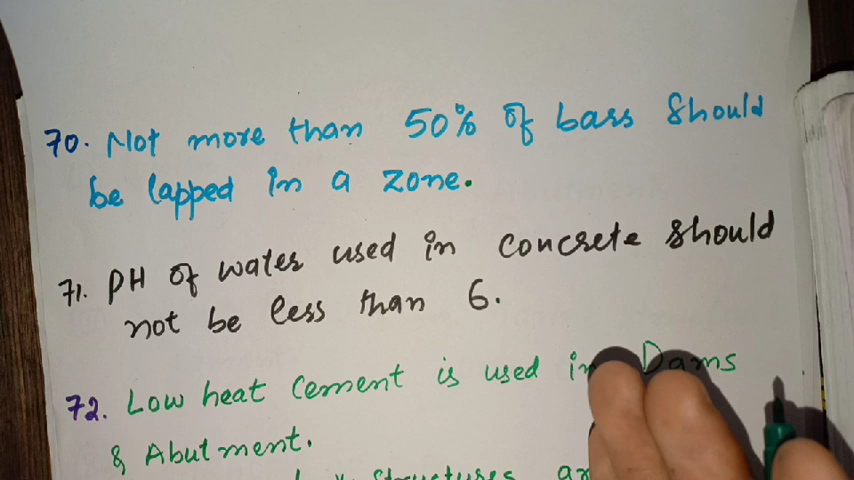 70. Not more than 50% of bars should
be lapped in a zone.
71. PH of water used in concrete should
not be less than 6.
72. Low heat cement is used in Dams
& Abutment.
structures